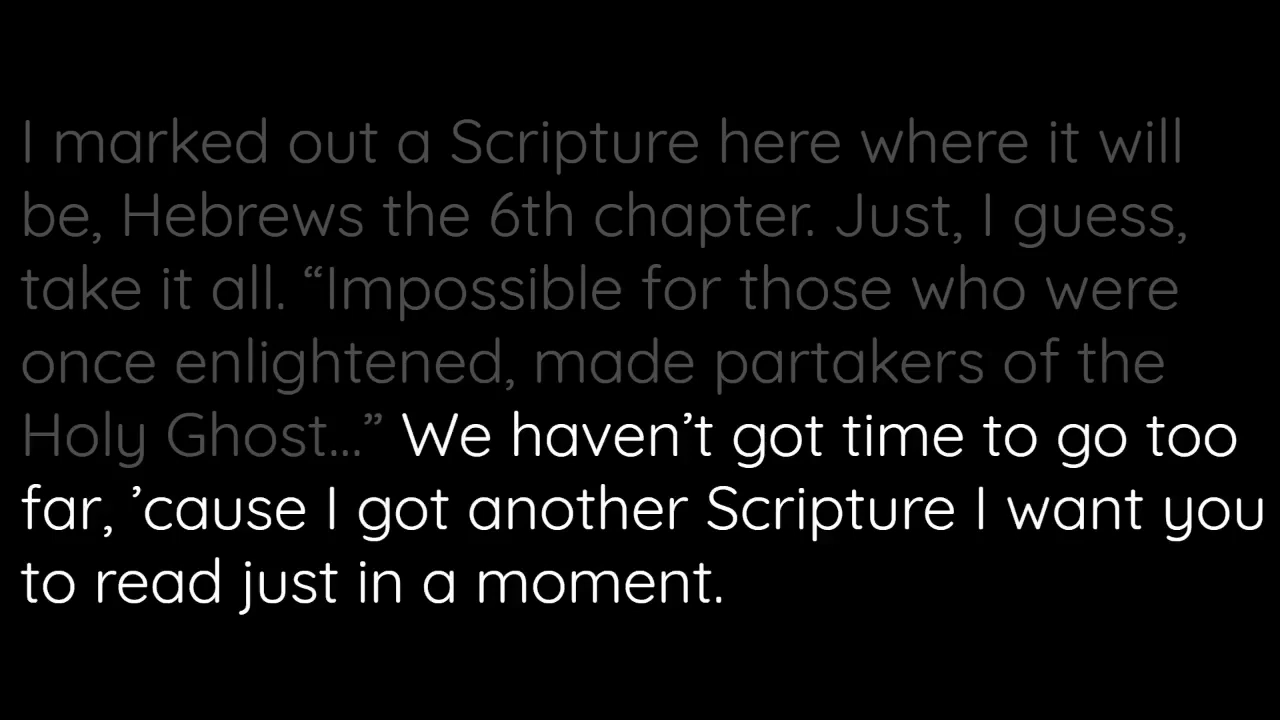 I marked out a Scripture here where it will
be, Hebrews the 6th chapter. Just, I guess,
take it all. “Impossible for those who were
once enlightened, made partakers of the
Holy Ghost...” We haven’t got time to go too
far, ’cause I got another Scripture I want you
to read just in a moment.